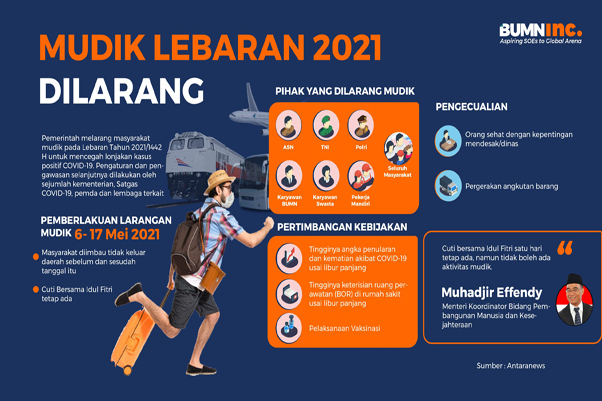 BUMNINC.
Aspiring SOEs to Global Arena
MUDIK LEBARAN 2021
DILARANG
Pemerintah melarang masyarakat
mudik pada Lebaran Tahun 2021/1442
H untuk mencegah lonjakan kasus
positif COVID-19. Pengaturan dan pen-
gawasan selanjutnya dilakukan oleh
sejumlah kementerian, Satgas
COVID-19, pemda dan lembaga terkait
PEMBERLAKUAN LARANGAN
MUDIK 6-17 Mei 2021
Masyarakat diimbau tidak keluar
daerah sebelum dan sesudah
tanggal itu
Cuti Bersama Idul Fitri
tetap ada
PIHAK YANG DILARANG MUDIK
ASN
TNI
Polri
Seluruh
Masyarakat
Karyawan
BUMN
Karyawan
Swasta
Pekerja
Mandiri
PERTIMBANGAN KEBIJAKAN
Tingginya angka penularan
dan kematian akibat COVID-19
usai libur panjang
Tingginya keterisian ruang per-
awatan (BOR) di rumah sakit
usai libur panjang
Pelaksanaan Vaksinasi
PENGECUALIAN
Orang sehat dengan kepentingan
mendesak/dinas
Pergerakan angkutan barang
Cuti bersama Idul Fitri satu hari
tetap ada, namun tidak boleh ada
aktivitas mudik.
Muhadjir Effendy
Menteri Koordinator Bidang Pem-
bangunan Manusia dan Kese-
jahteraan
Sumber : Antaranews